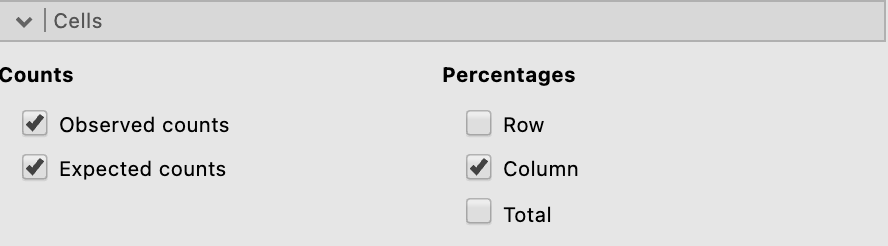 Cells
Counts
Observed counts
Expected counts
Percentages
Row
Column
Total